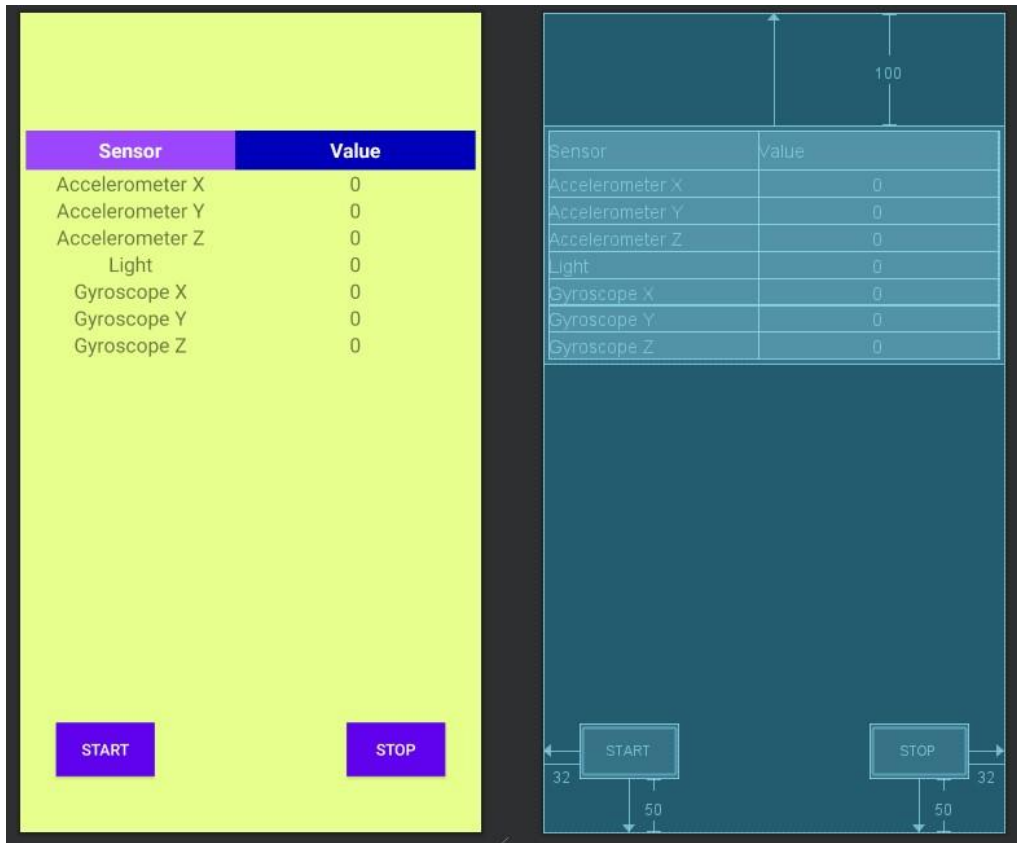 Sensor Value
Accelerometer X 0
Accelerometer Y 0
Accelerometer Z 0
Light 0
Gyroscope X 0
Gyroscope Y 0
Gyroscope Z 0
START STOP
100
Sensor Value
Accelerometer X 0
Accelerometer Y 0
Accelerometer Z 0
Light 0
Gyroscope X 0
Gyroscope Y 0
Gyroscope Z 0
START STOP
32 32
50 50